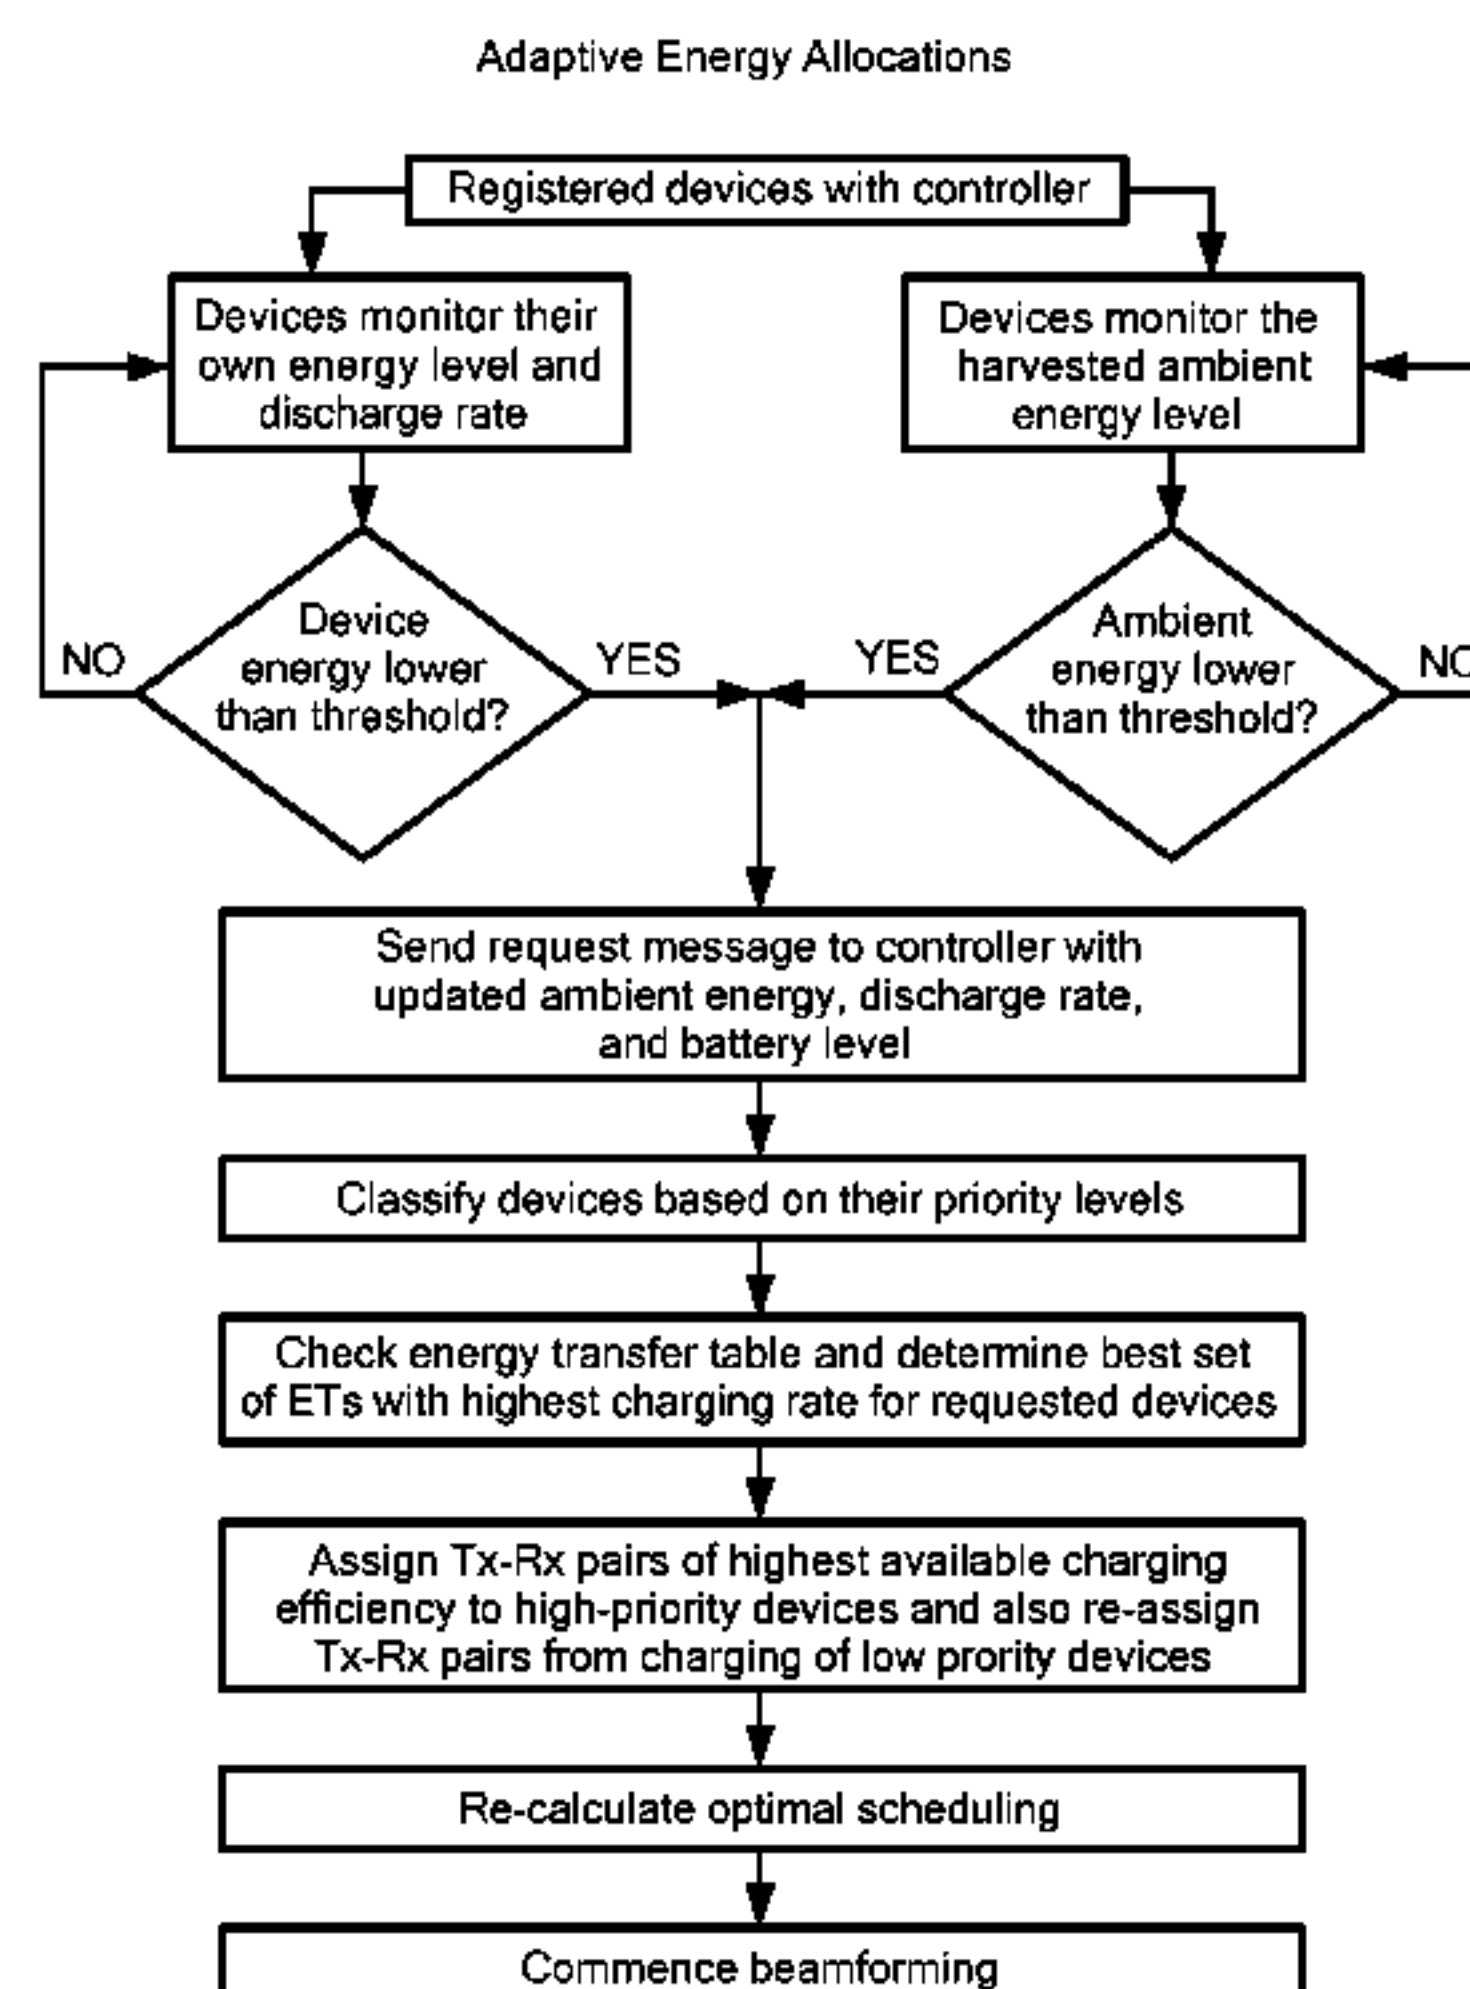 Adaptive Energy Allocations
Registered devices with controller
Devices monitor their
own energy level and
discharge rate
Devices monitor the
harvested ambient
energy level
Device
energy lower
than threshold?
NO
YES
YES
Ambient
energy lower
than threshold?
NO
Send request message to controller with
updated ambient energy, discharge rate,
and battery level
Classify devices based on their priority levels
Check energy transfer table and determine best set
of ETs with highest charging rate for requested devices
Assign Tx-Rx pairs of highest available charging
efficiency to high-priority devices and also re-assign
Tx-Rx pairs from charging of low prority devices
Re-calculate optimal scheduling
Commence beamforming